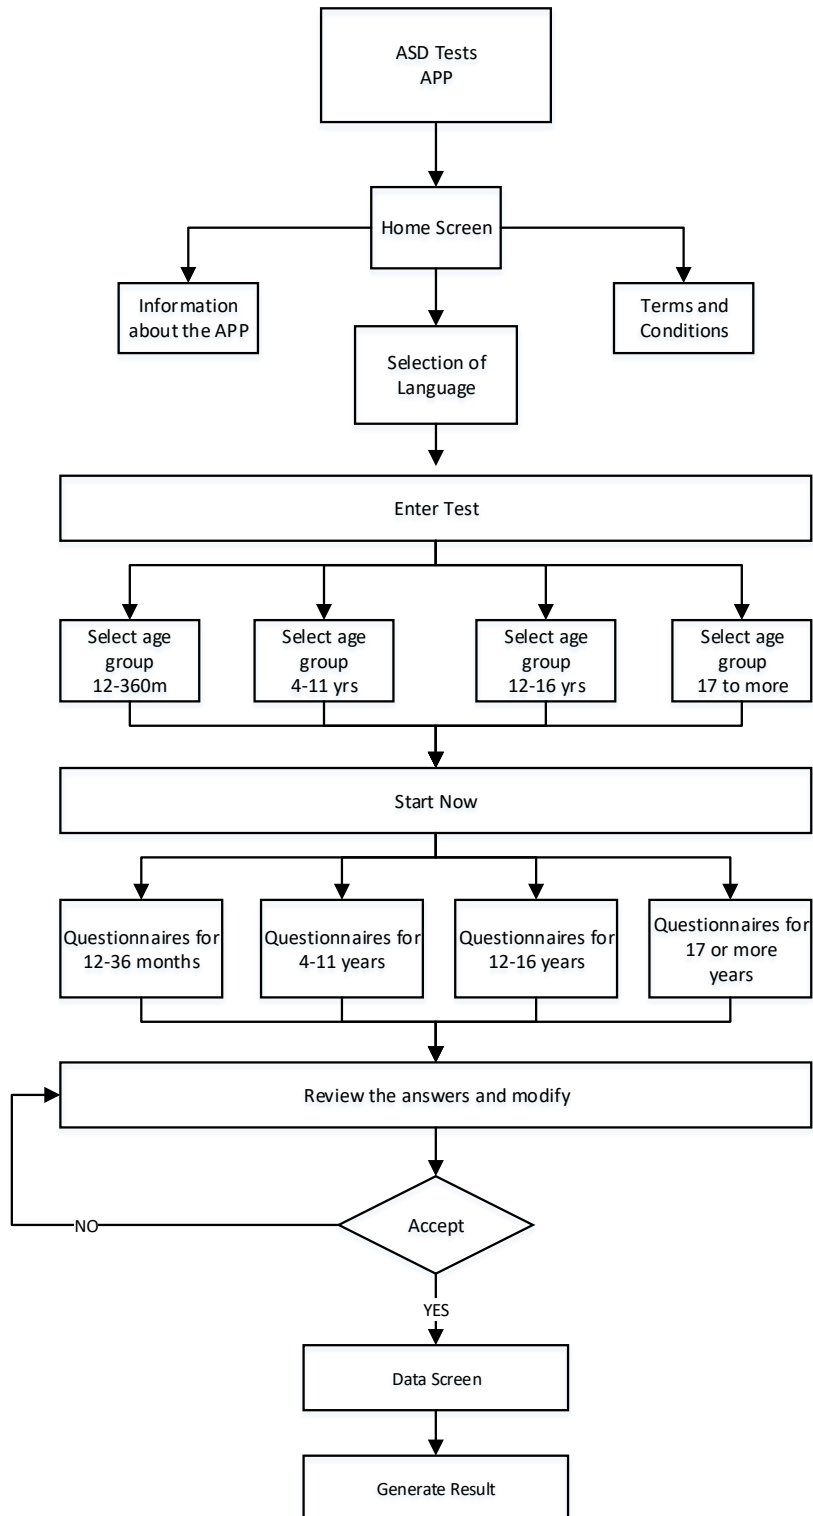 ASD Tests
APP
Home Screen
Information
about the APP
Terms and
Conditions
Selection of
Language
Enter Test
Select age
group
12-360m
Select age
group
4-11 yrs
Select age
group
12-16 yrs
Select age
group
17 to more
Start Now
Questionnaires for
12-36 months
Questionnaires for
4-11 years
Questionnaires for
12-16 years
Questionnaires for
17 or more
years
Review the answers and modify
Accept
NO
YES
Data Screen
Generate Result